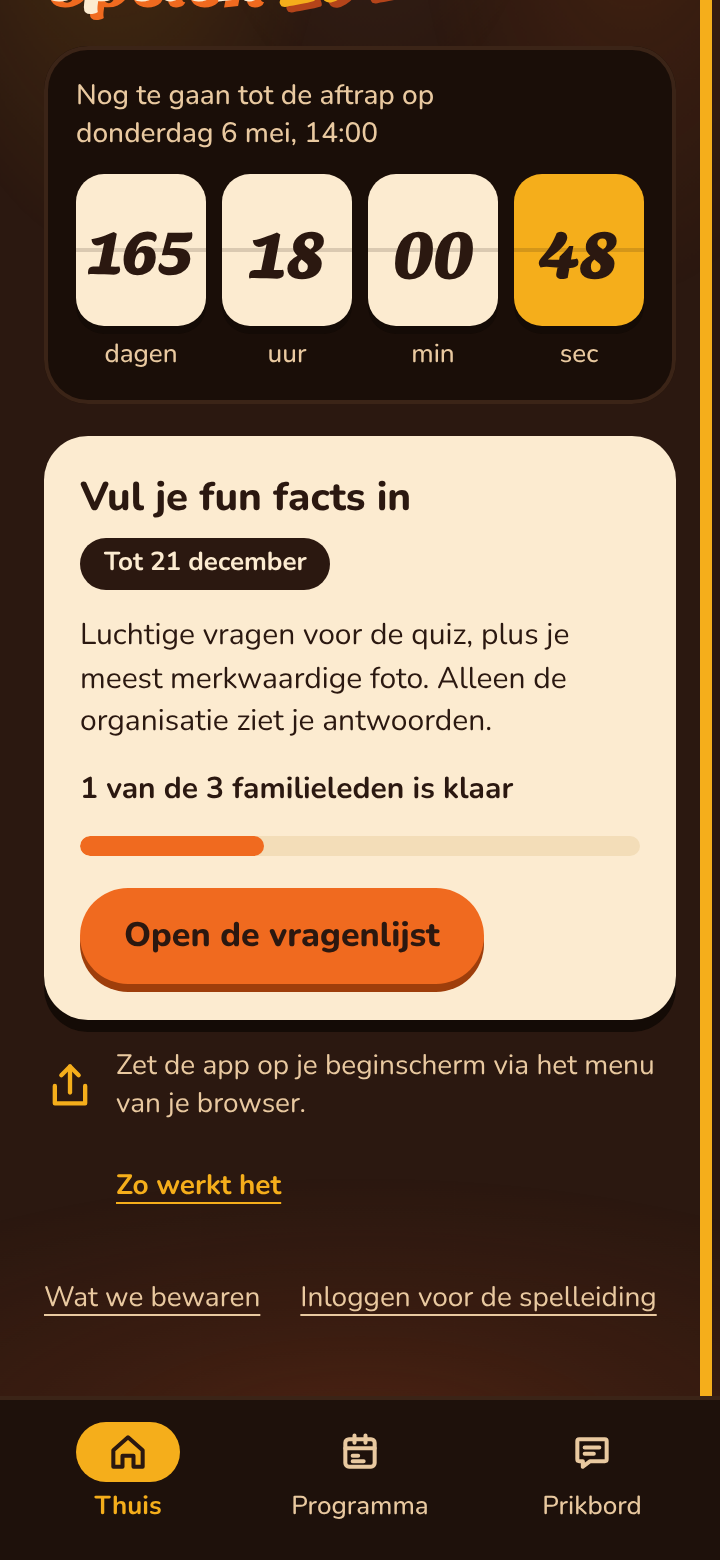 Nog te gaan tot de aftrap op
donderdag 6 mei, 14:00
165 18 00 48
dagen uur min sec
Vul je fun facts in
Tot 21 december
Luchtige vragen voor de quiz, plus je
meest merkwaardige foto. Alleen de
organisatie ziet je antwoorden.
1 van de 3 familieleden is klaar
Open de vragenlijst
Zet de app op je beginscherm via het menu
van je browser.
Zo werkt het
Wat we bewaren Inloggen voor de spelleiding
Thuis Programma Prikbord